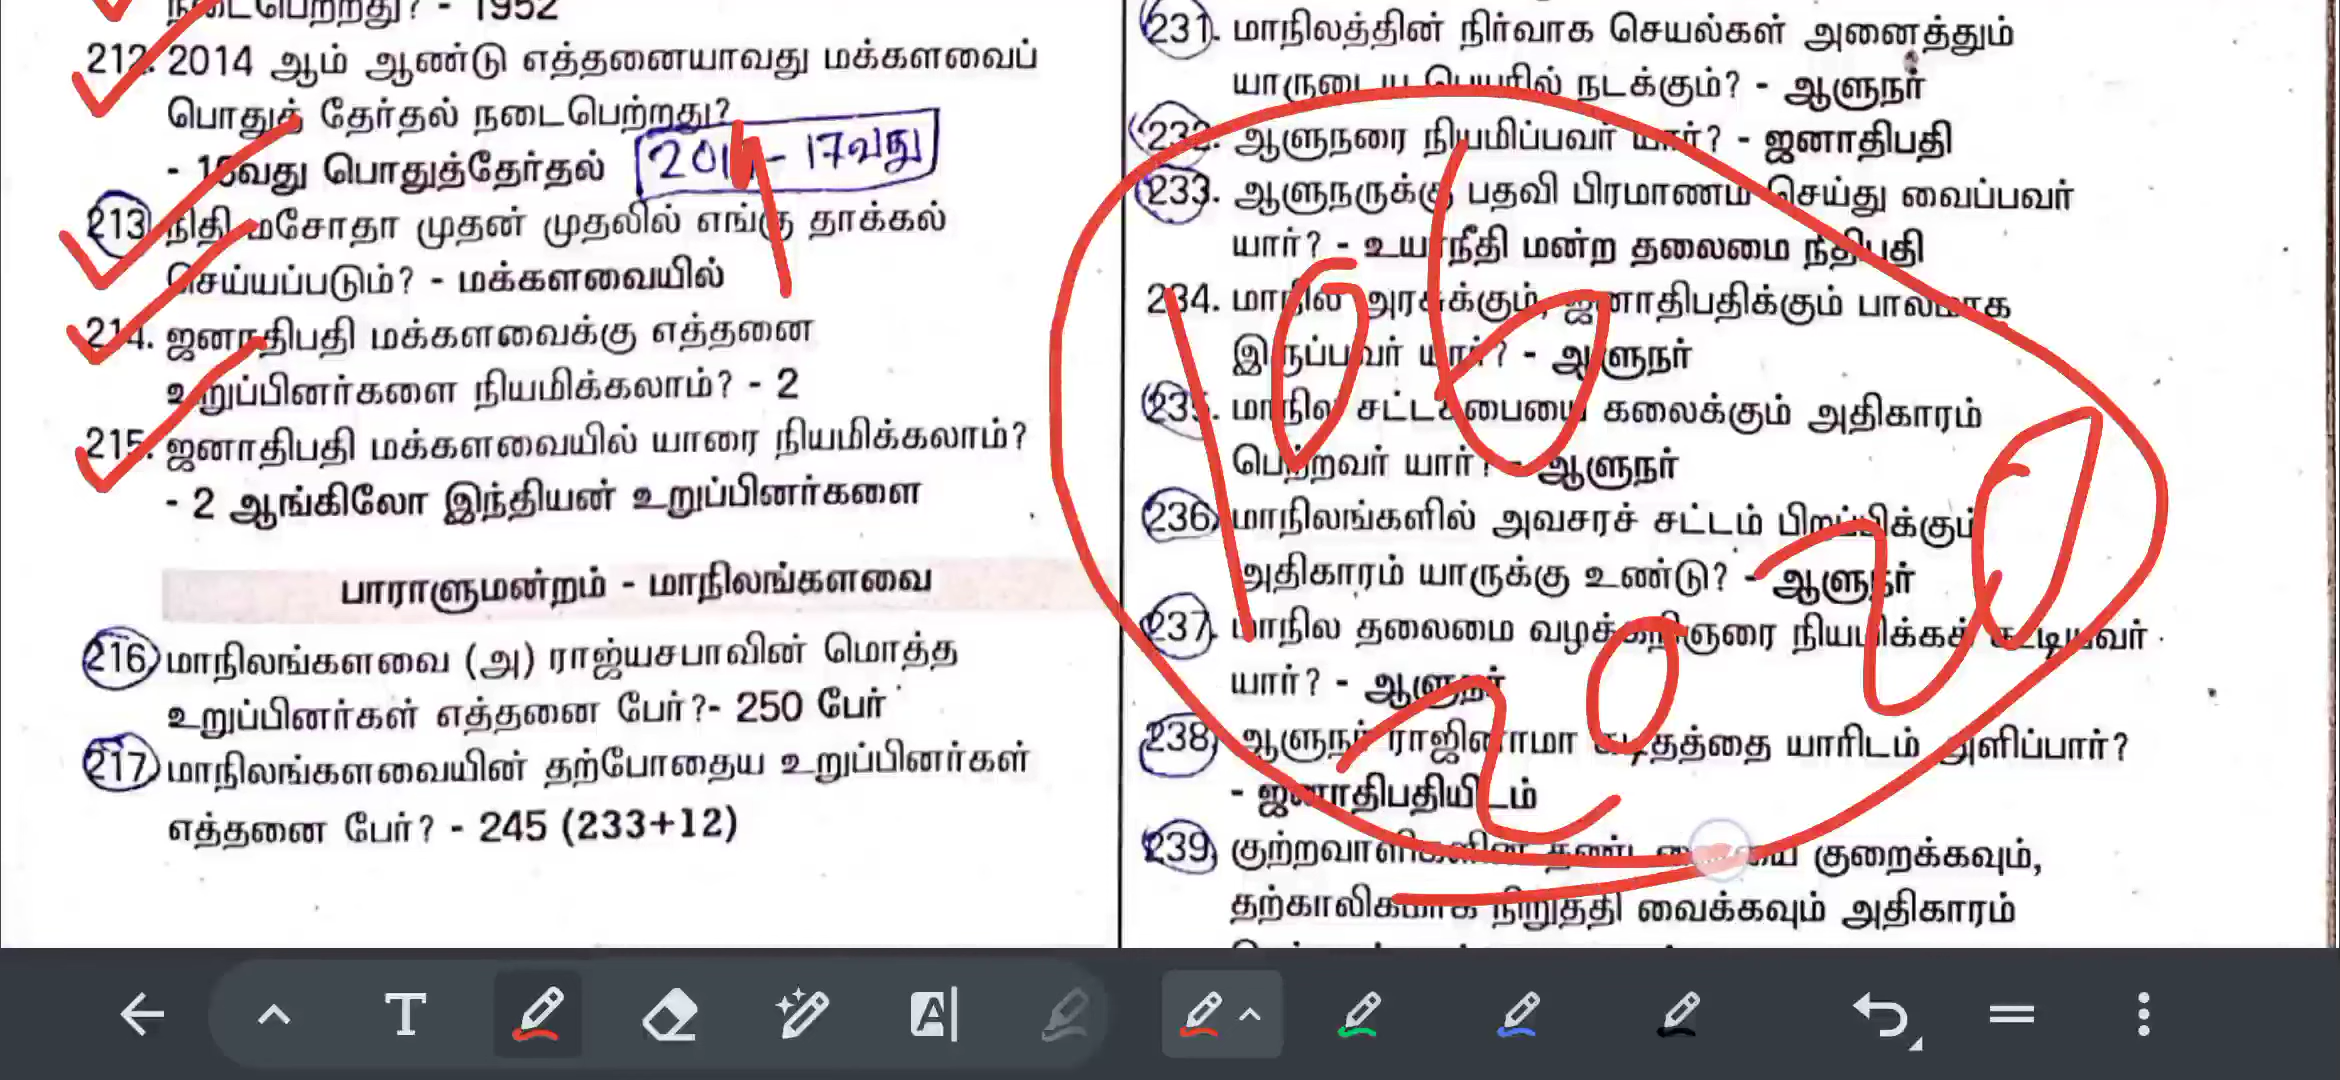 நடைபெற்றது? - 1952
212. 2014 ஆம் ஆண்டு எத்தனையாவது மக்களவைப்
பொதுத் தேர்தல் நடைபெற்றது?
- 16வது பொதுத்தேர்தல்
2019 - 17வது
213. நிதி மசோதா முதன் முதலில் எங்கு தாக்கல்
செய்யப்படும்? - மக்களவையில்
214. ஜனாதிபதி மக்களவைக்கு எத்தனை
உறுப்பினர்களை நியமிக்கலாம்? - 2
215. ஜனாதிபதி மக்களவையில் யாரை நியமிக்கலாம்?
- 2 ஆங்கிலோ இந்தியன் உறுப்பினர்களை
பாராளுமன்றம் - மாநிலங்களவை
216 மாநிலங்களவை (அ) ராஜ்யசபாவின் மொத்த
உறுப்பினர்கள் எத்தனை பேர்?- 250 பேர்
217 மாநிலங்களவையின் தற்போதைய உறுப்பினர்கள்
எத்தனை பேர்? - 245 (233+12)
231. மாநிலத்தின் நிர்வாக செயல்கள் அனைத்தும்
யாருடைய பெயரில் நடக்கும்? - ஆளுநர்
232. ஆளுநரை நியமிப்பவர் யார்? - ஜனாதிபதி
233. ஆளுநருக்கு பதவி பிரமாணம் செய்து வைப்பவர்
யார்? - உயர்நீதி மன்ற தலைமை நீதிபதி
234. மாநில அரசுக்கும், ஜனாதிபதிக்கும் பாலமாக
இருப்பவர் யார்? - ஆளுநர்
235. மாநில சட்டசபையை கலைக்கும் அதிகாரம்
பெற்றவர் யார்? - ஆளுநர்
236 மாநிலங்களில் அவசரச் சட்டம் பிறப்பிக்கும்
அதிகாரம் யாருக்கு உண்டு? - ஆளுநர்
237. மாநில தலைமை வழக்கறிஞரை நியமிக்கக் கூடியவர்
யார்? - ஆளுநர்
238 ஆளுநர் ராஜினாமா கடிதத்தை யாரிடம் அளிப்பார்?
- ஜனாதிபதியிடம்
239 குற்றவாளிகளின் தண்டனையை குறைக்கவும்,
தற்காலிகமாக நிறுத்தி வைக்கவும் அதிகாரம்
106
2020
T
A